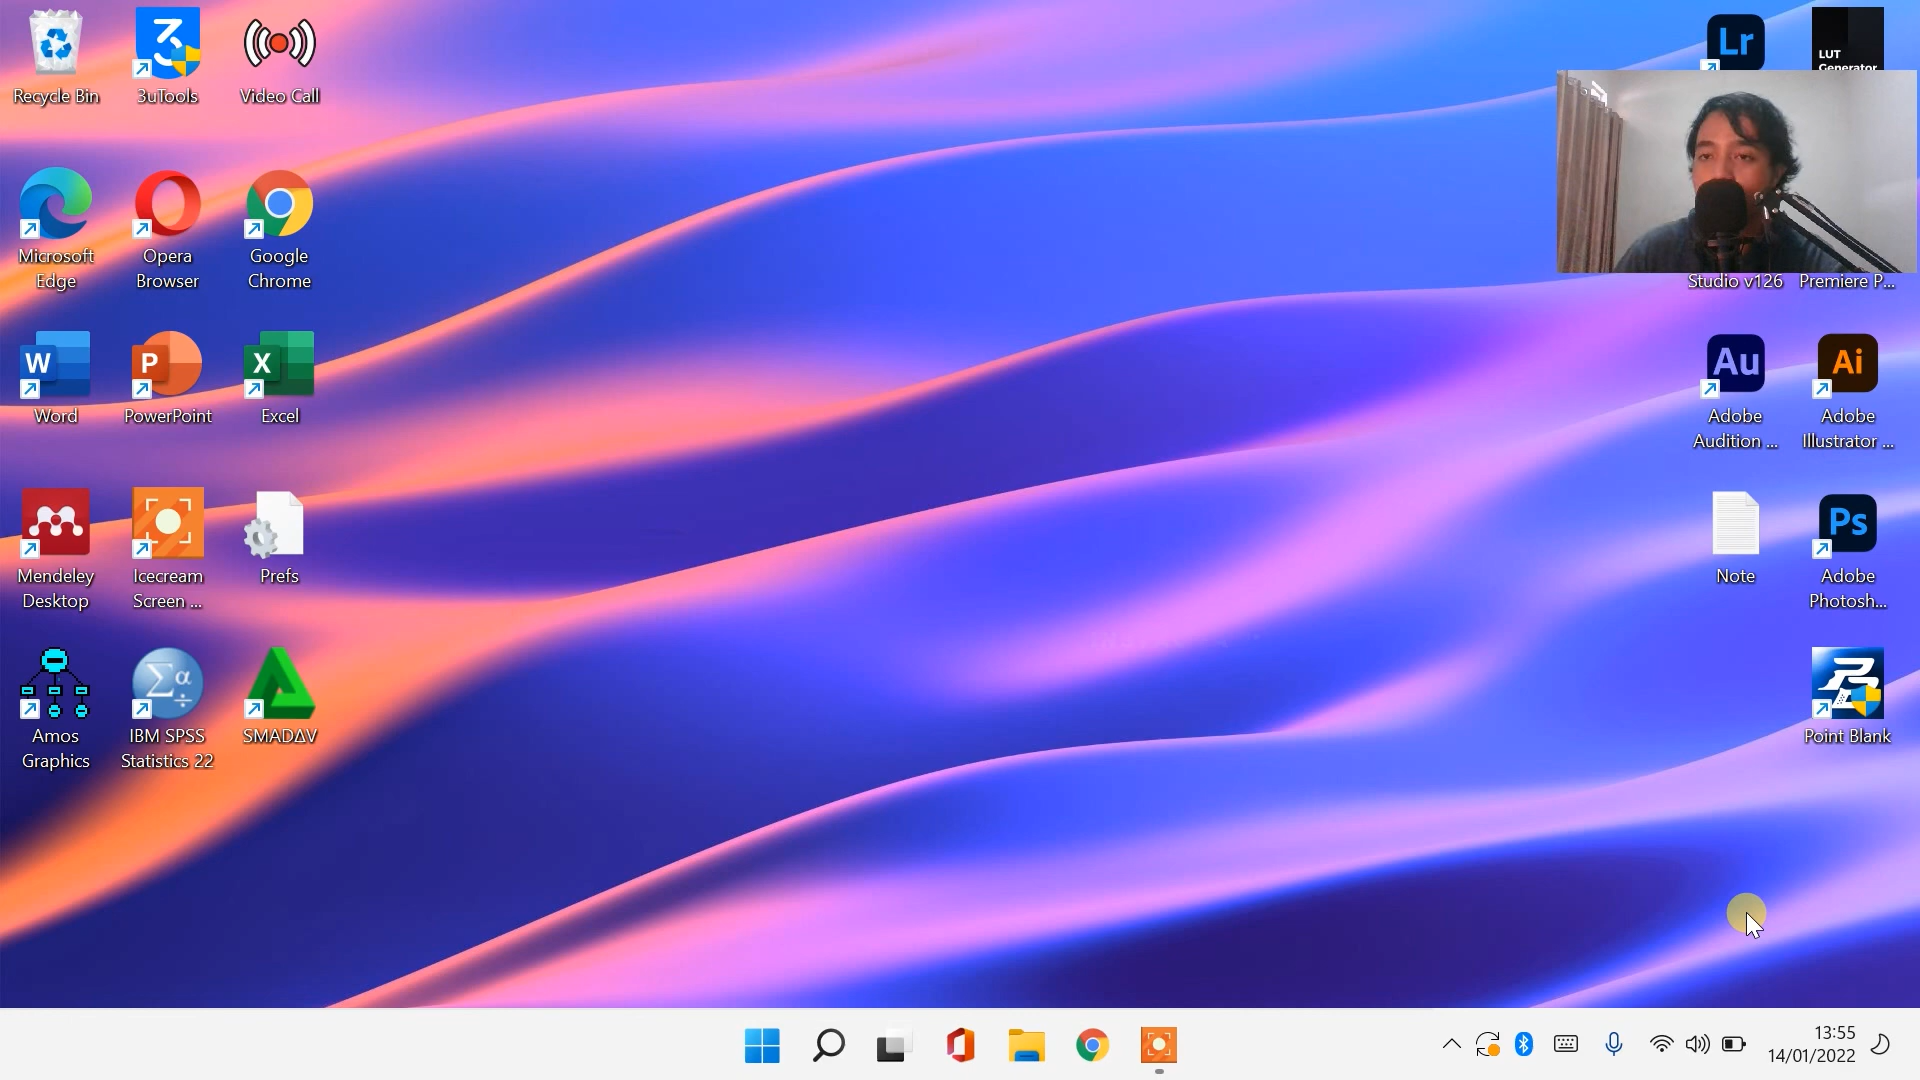 Recycle Bin
3uTools
Video Call
Lr
LUT
Generator
Microsoft
Edge
Opera
Browser
Google
Chrome
Studio v126
Premiere P...
W
Word
P
PowerPoint
X
Excel
Au
Adobe
Audition ...
Ai
Adobe
Illustrator ...
Mendeley
Desktop
Icecream
Screen ...
Prefs
Note
Ps
Adobe
Photosh...
Amos
Graphics
Σα
÷
IBM SPSS
Statistics 22
SMADΔV
Point Blank
13:55
14/01/2022